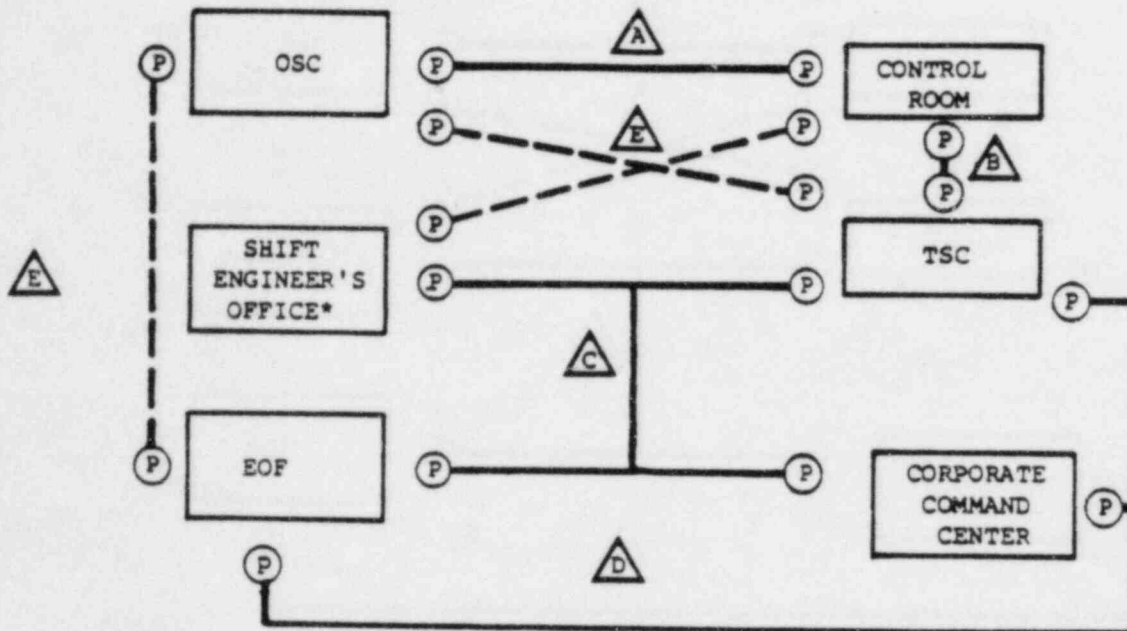 A
P OSC P P CONTROL
ROOM
P E P
P B
P
P
P
SHIFT
ENGINEER'S
OFFICE*
TSC
E
P P P
C
P EOF P P CORPORATE
COMMAND
CENTER
P
P D